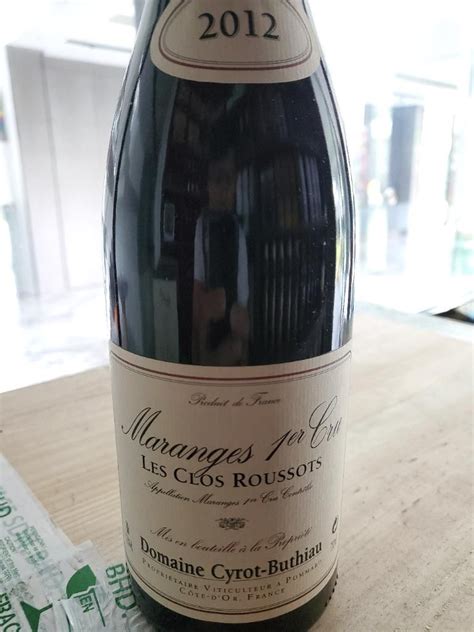 2012
Produit de France
Maranges 1er Cru
LES CLOS ROUSSOTS
Appellation Maranges 1er Cru Contrôlée
Mis en bouteille à la Propriété
Domaine Cyrot-Buthiau
PROPRIÉTAIRE VITICULTEUR A POMMARD
CÔTE-D'OR, FRANCE
EN